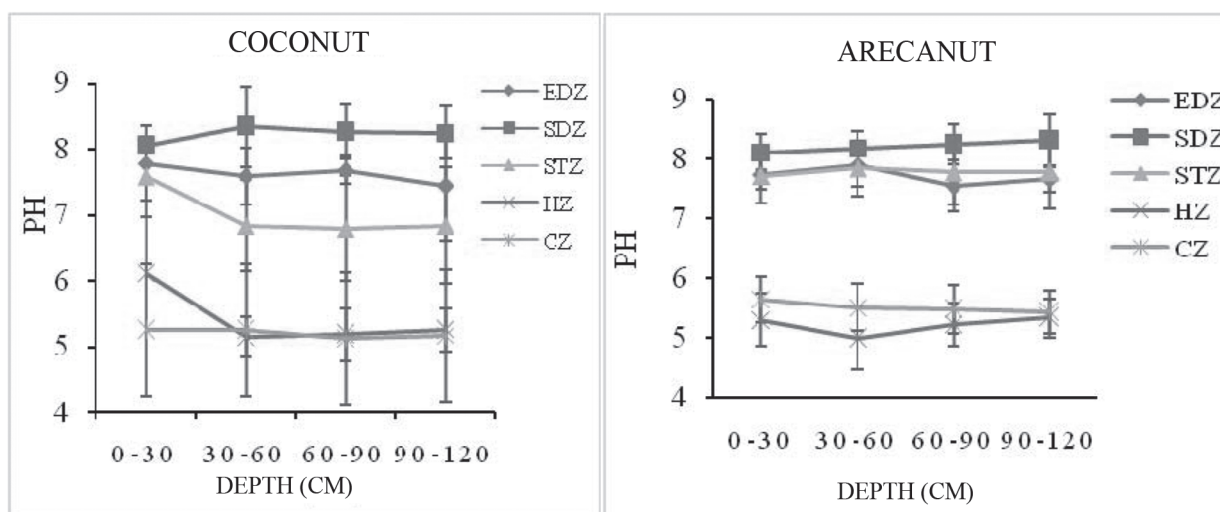 COCONUT
9
8
7
6
5
4
PH
0-30 30-60 60-90 90-120
DEPTH (CM)
EDZ
SDZ
STZ
HZ
CZ
ARECANUT
9
8
7
6
5
4
PH
0-30 30-60 60-90 90-120
DEPTH (CM)
EDZ
SDZ
STZ
HZ
CZ